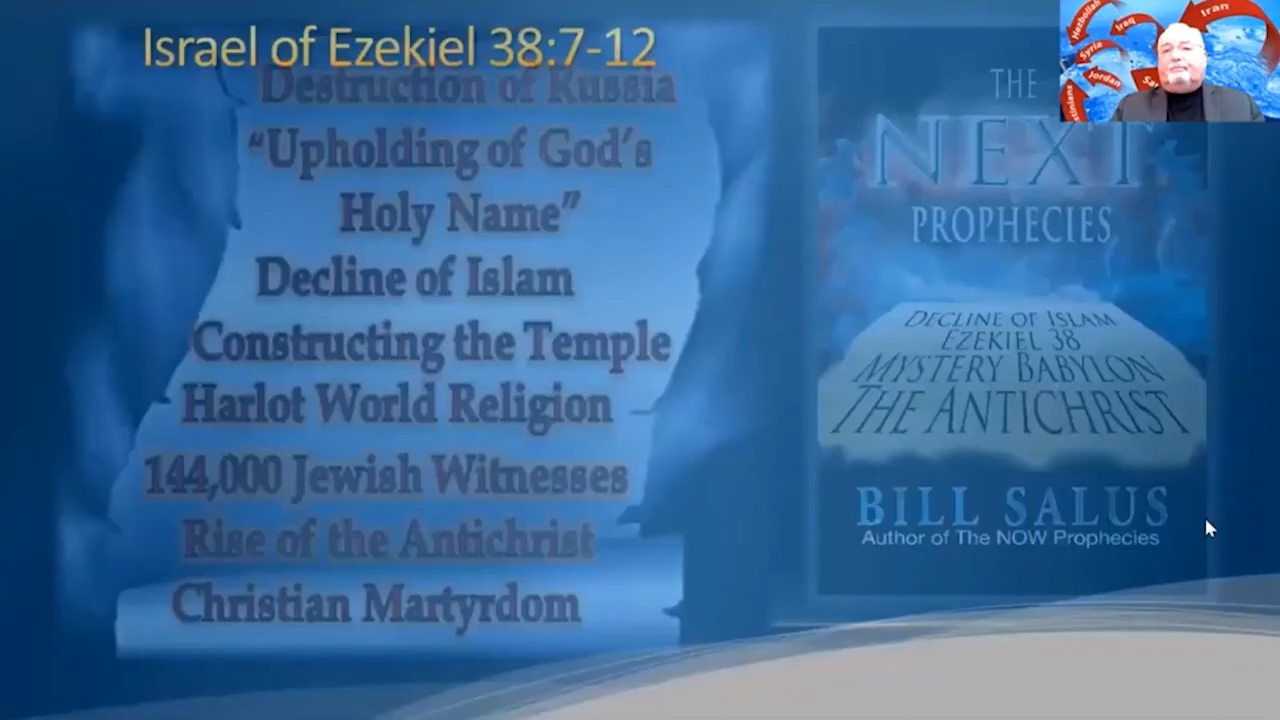 Israel of Ezekiel 38:7-12
Destruction of Russia
“Upholding of God’s
Holy Name”
Decline of Islam
Constructing the Temple
Harlot World Religion
144,000 Jewish Witnesses
Rise of the Antichrist
Christian Martyrdom
THE
NEXT
PROPHECIES
DECLINE OF ISLAM
EZEKIEL 38
MYSTERY BABYLON
THE ANTICHRIST
BILL SALUS
Author of The NOW Prophecies
Hezbollah
Iraq
Iran
Syria
Jordan